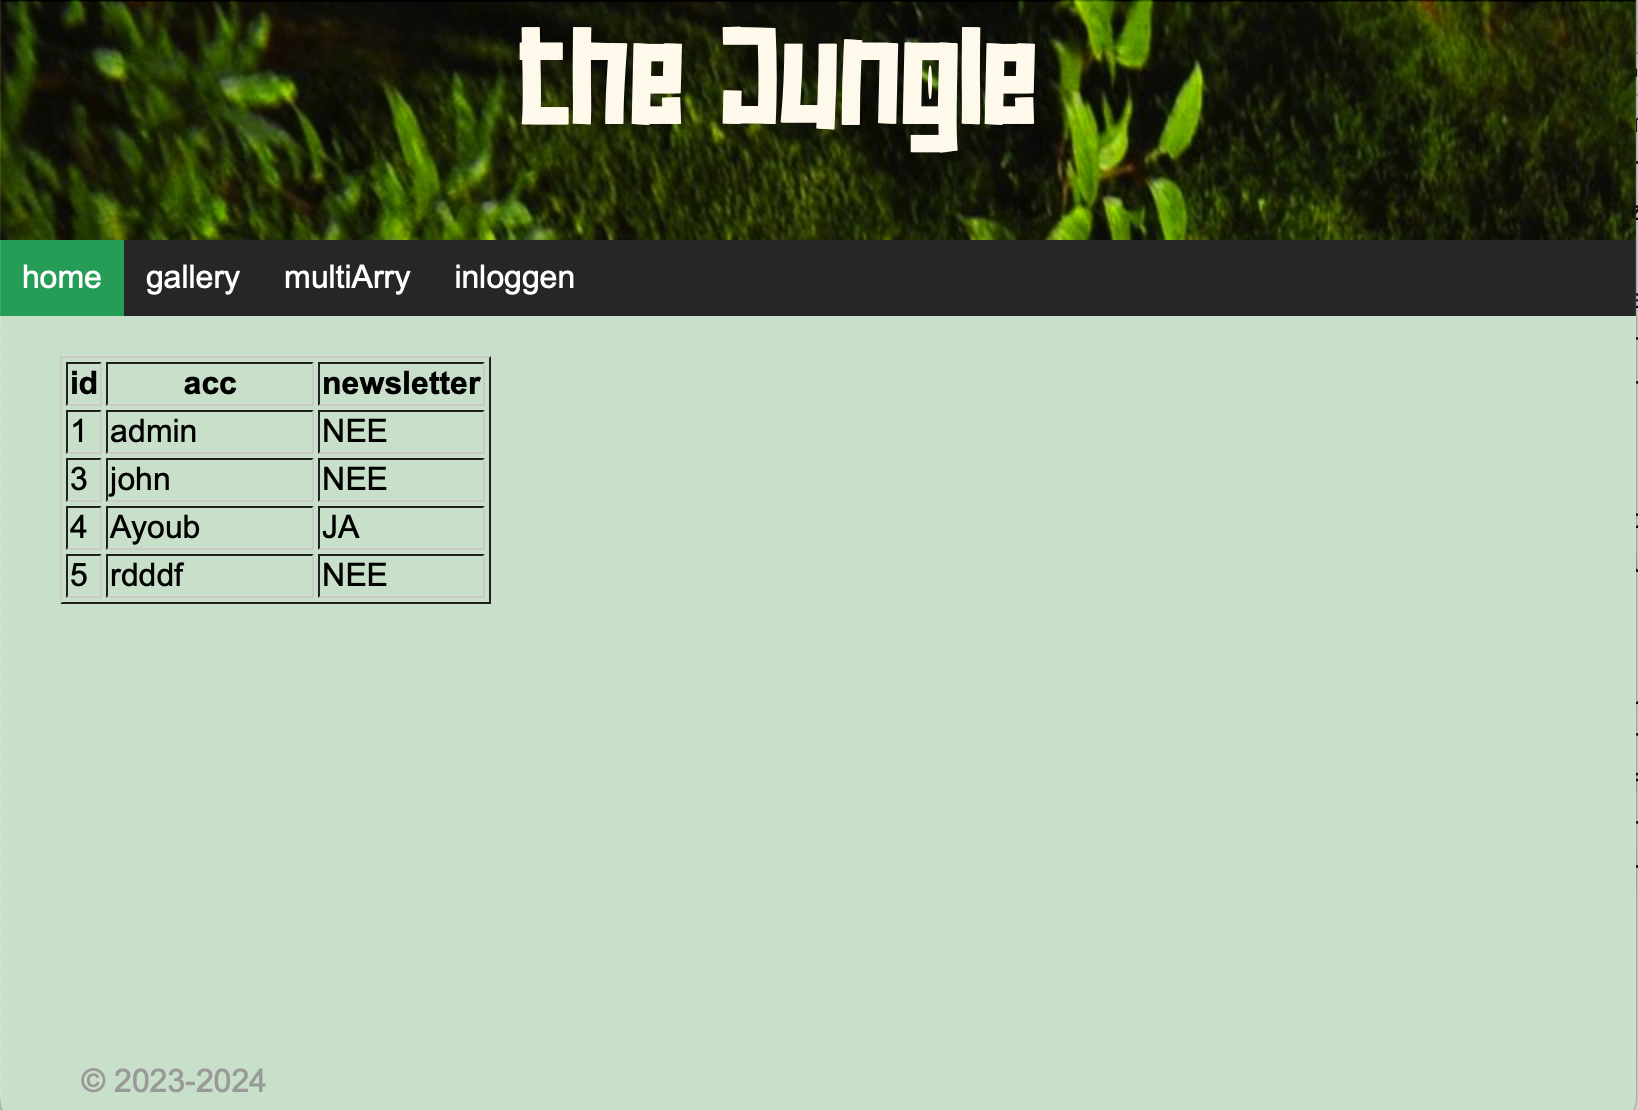 the Jungle
home gallery multiArry inloggen
id acc newsletter
1 admin NEE
3 john NEE
4 Ayoub JA
5 rdddf NEE
© 2023-2024